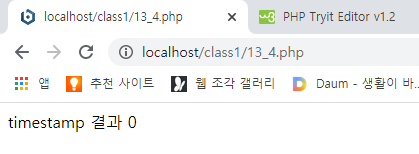 localhost/class1/13_4.php
PHP Tryit Editor v1.2
localhost/class1/13_4.php
앱 추천 사이트 웹 조각 갤러리 Daum - 생활이 바...
timestamp 결과 0